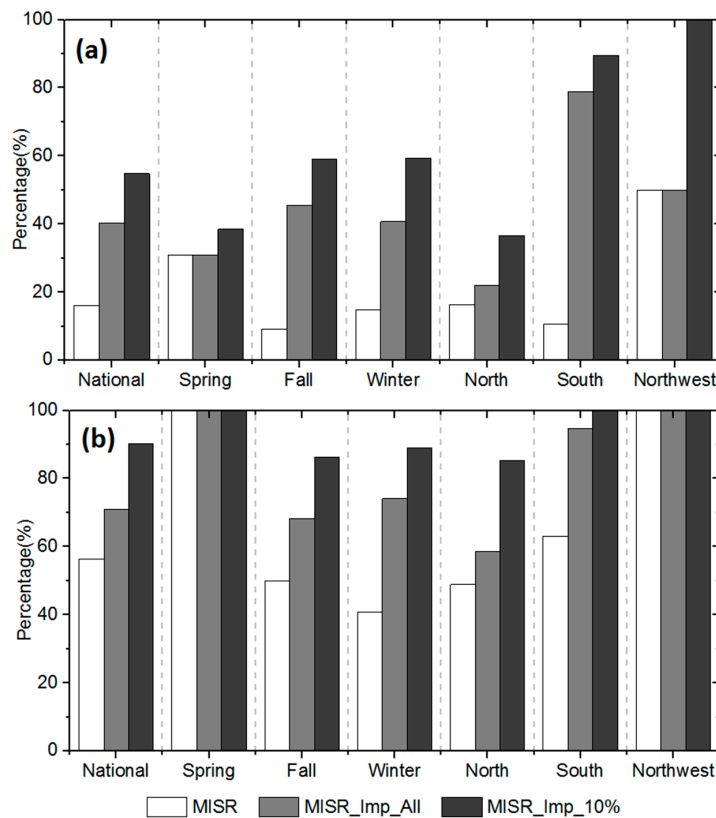 (a)
Percentage(%)
100
80
60
40
20
0
National Spring Fall Winter North South Northwest
(b)
Percentage(%)
100
80
60
40
20
0
National Spring Fall Winter North South Northwest
MISR MISR_Imp_All MISR_Imp_10%